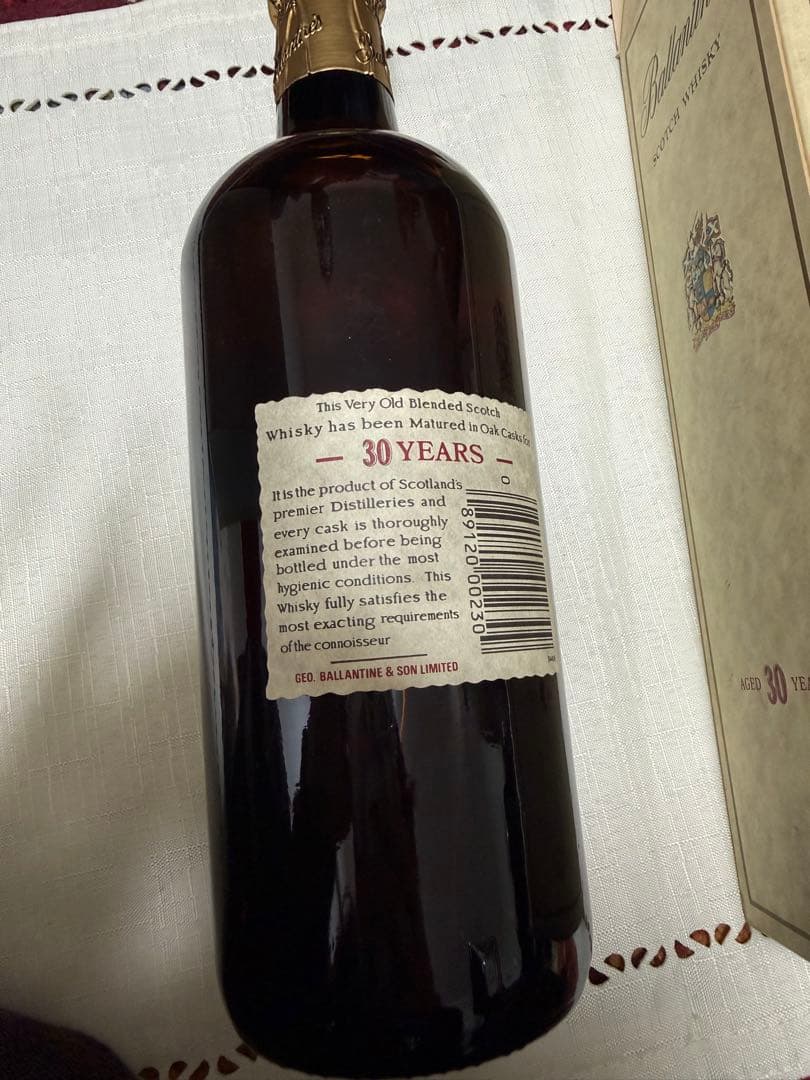 Ballantine's
SCOTCH WHISKY
This Very Old Blended Scotch
Whisky has been Matured in Oak Casks for
— 30 YEARS —
It is the product of Scotland's
premier Distilleries and
every cask is thoroughly
examined before being
bottled under the most
hygienic conditions. This
Whisky fully satisfies the
most exacting requirements
of the connoisseur
GEO. BALLANTINE & SON LIMITED
0 89120 00230
AGED 30